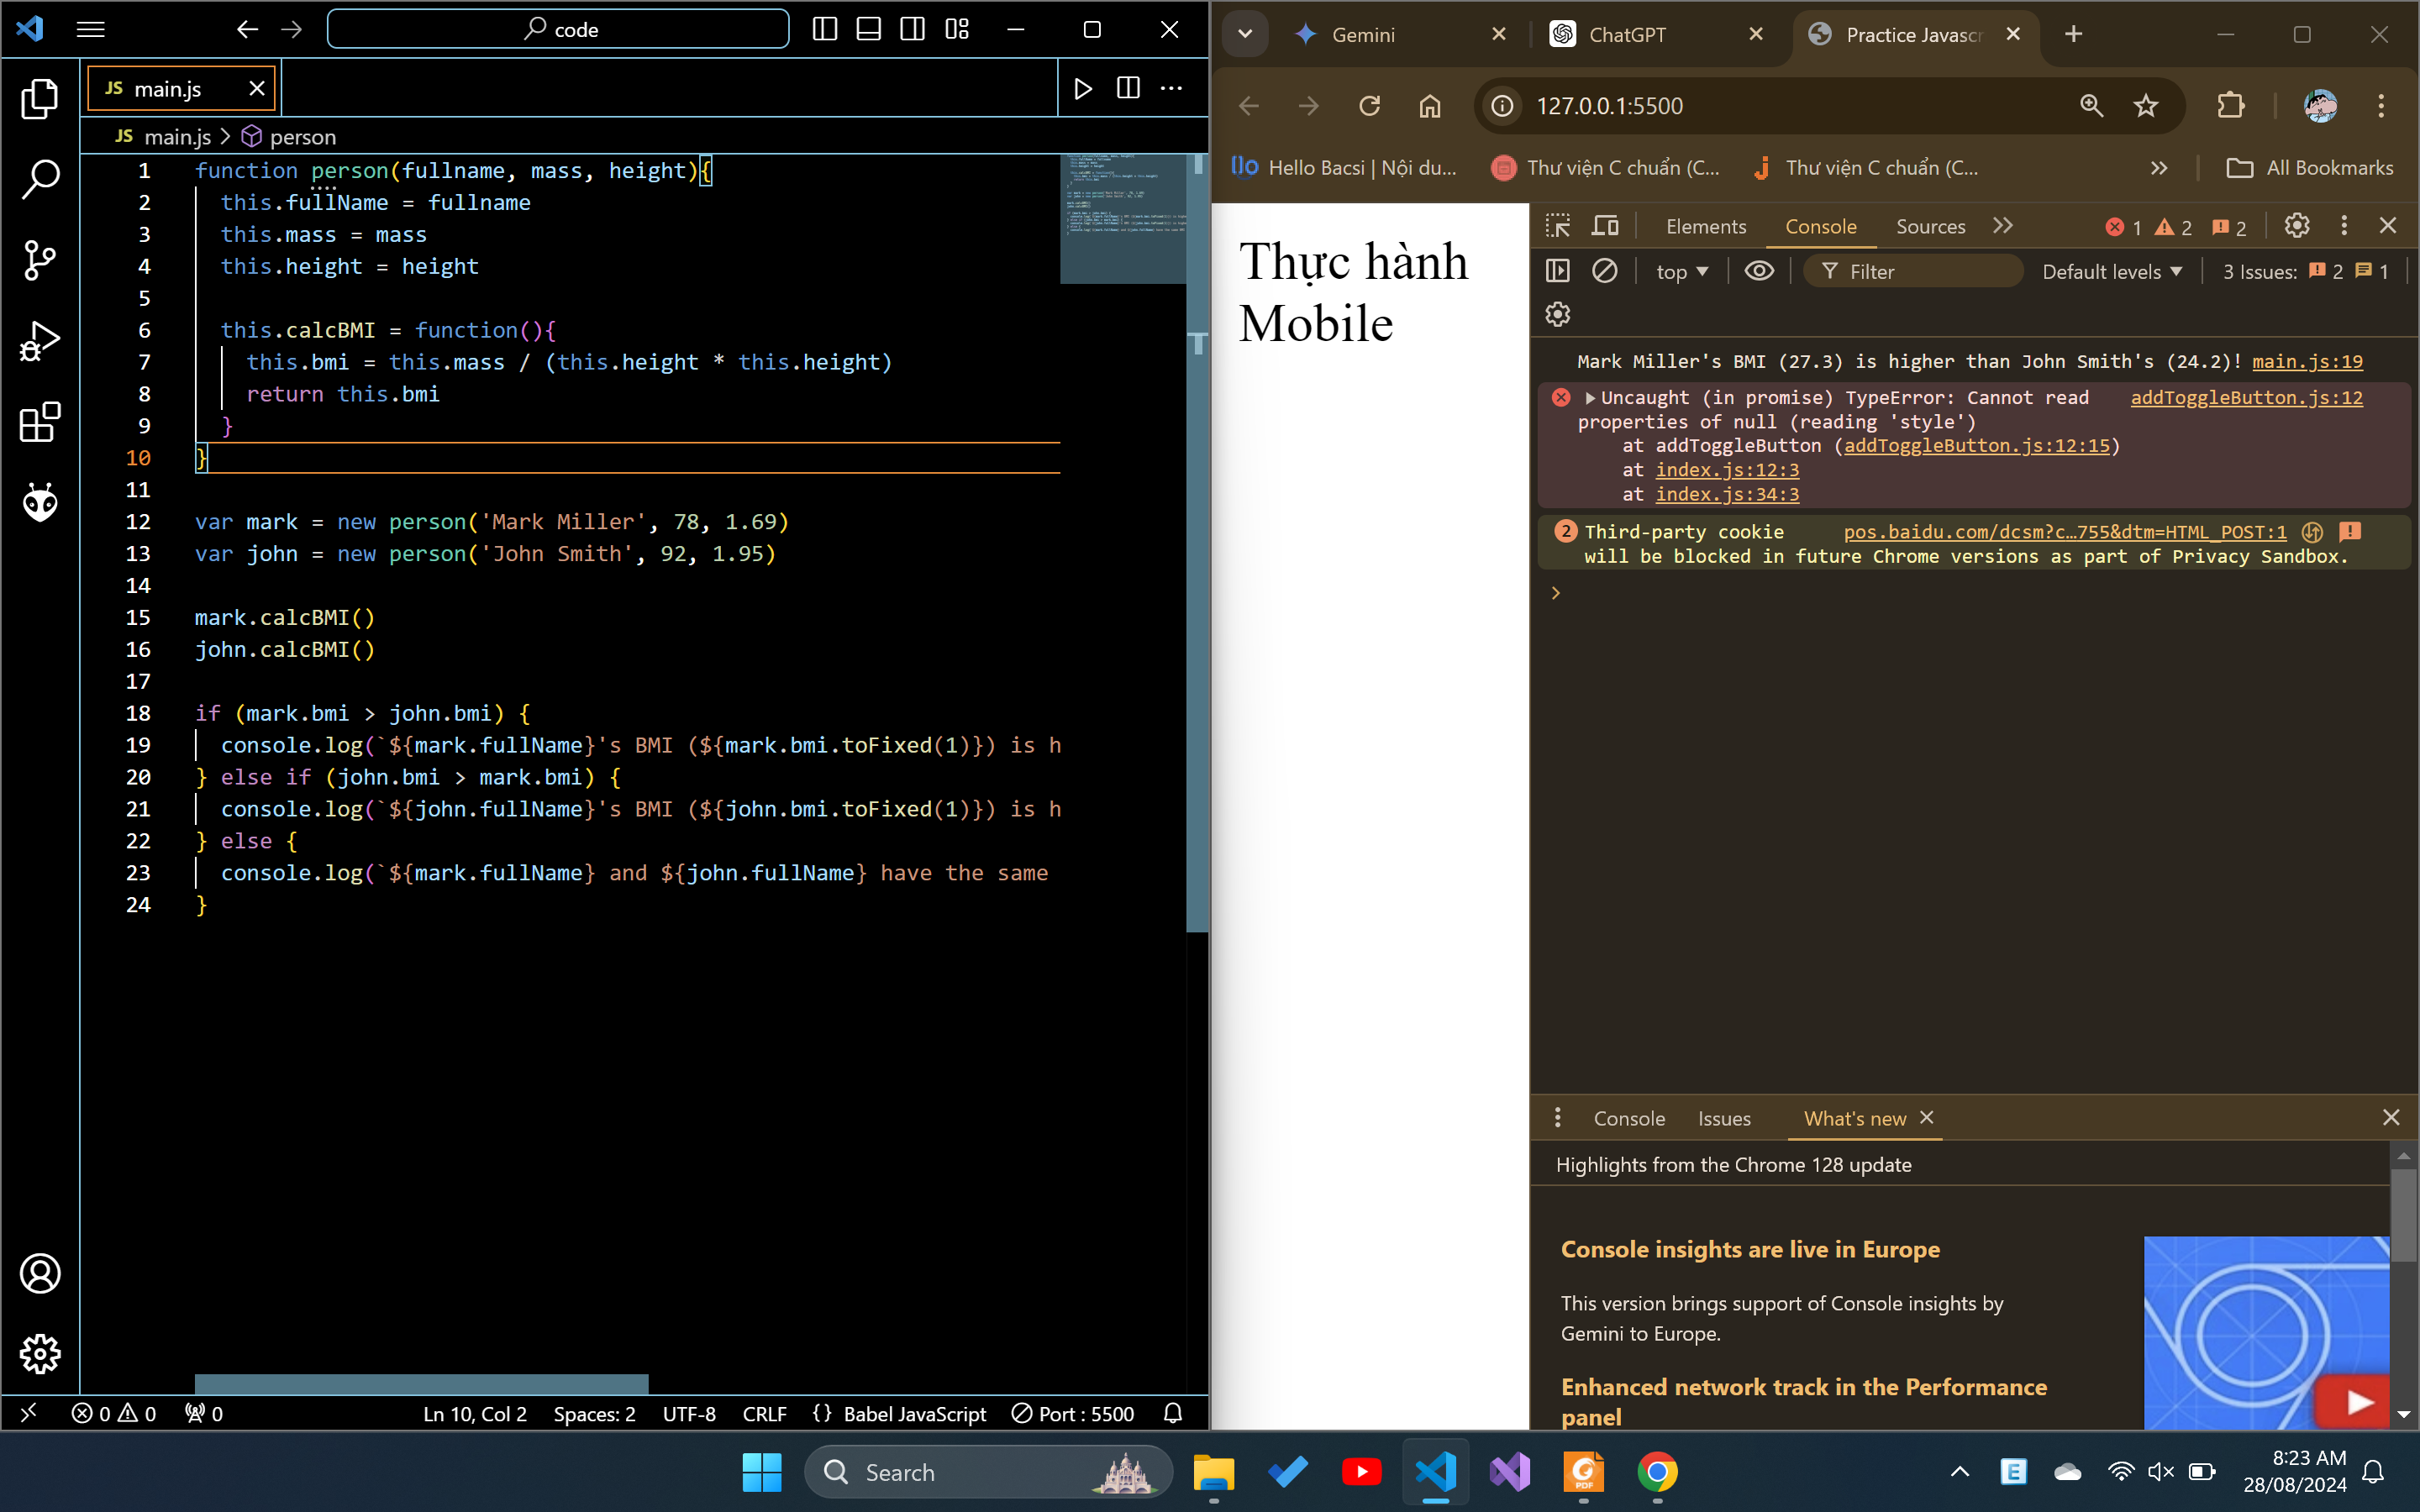 code
JS main.js
JS main.js > person
1 function person(fullname, mass, height){
2 this.fullName = fullname
3 this.mass = mass
4 this.height = height
5
6 this.calcBMI = function(){
7 this.bmi = this.mass / (this.height * this.height)
8 return this.bmi
9 }
10 }
11
12 var mark = new person('Mark Miller', 78, 1.69)
13 var john = new person('John Smith', 92, 1.95)
14
15 mark.calcBMI()
16 john.calcBMI()
17
18 if (mark.bmi > john.bmi) {
19 console.log(`${mark.fullName}'s BMI (${mark.bmi.toFixed(1)}) is h
20 } else if (john.bmi > mark.bmi) {
21 console.log(`${john.fullName}'s BMI (${john.bmi.toFixed(1)}) is h
22 } else {
23 console.log(`${mark.fullName} and ${john.fullName} have the same
24 }
0 0 0 Ln 10, Col 2 Spaces: 2 UTF-8 CRLF {} Babel JavaScript Port : 5500
Gemini ChatGPT Practice Javascr
127.0.0.1:5500
Hello Bacsi | Nội du... Thư viện C chuẩn (C... Thư viện C chuẩn (C... All Bookmarks
Thực hành
Mobile
Elements Console Sources 1 2 2
top Filter Default levels 3 Issues: 2 1
Mark Miller's BMI (27.3) is higher than John Smith's (24.2)! main.js:19
Uncaught (in promise) TypeError: Cannot read addToggleButton.js:12
properties of null (reading 'style')
at addToggleButton (addToggleButton.js:12:15)
at index.js:12:3
at index.js:34:3
2 Third-party cookie pos.baidu.com/dcsm?c…755&dtm=HTML_POST:1
will be blocked in future Chrome versions as part of Privacy Sandbox.
Console Issues What's new
Highlights from the Chrome 128 update
Console insights are live in Europe
This version brings support of Console insights by
Gemini to Europe.
Enhanced network track in the Performance
panel
Search
PDF
E
8:23 AM
28/08/2024